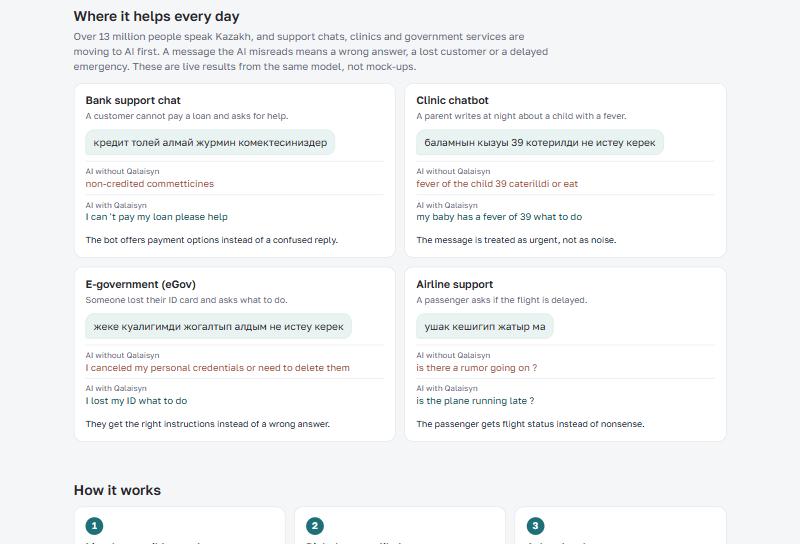 Where it helps every day
Over 13 million people speak Kazakh, and support chats, clinics and government services are
moving to AI first. A message the AI misreads means a wrong answer, a lost customer or a delayed
emergency. These are live results from the same model, not mock-ups.
Bank support chat
A customer cannot pay a loan and asks for help.
кредит толей алмай журмин комектесиниздер
AI without Qalaisyn
non-credited commetticines
AI with Qalaisyn
I can 't pay my loan please help
The bot offers payment options instead of a confused reply.
Clinic chatbot
A parent writes at night about a child with a fever.
баламнын кызуы 39 котерилди не истеу керек
AI without Qalaisyn
fever of the child 39 caterilldi or eat
AI with Qalaisyn
my baby has a fever of 39 what to do
The message is treated as urgent, not as noise.
E-government (eGov)
Someone lost their ID card and asks what to do.
жеке куалигимди жогалтып алдым не истеу керек
AI without Qalaisyn
I canceled my personal credentials or need to delete them
AI with Qalaisyn
I lost my ID what to do
They get the right instructions instead of a wrong answer.
Airline support
A passenger asks if the flight is delayed.
ушак кешигип жатыр ма
AI without Qalaisyn
is there a rumor going on ?
AI with Qalaisyn
is the plane running late ?
The passenger gets flight status instead of nonsense.
How it works
1
2
3